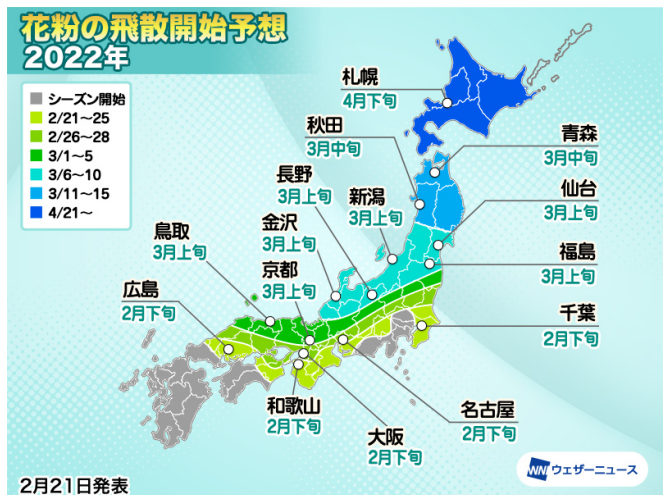 花粉の飛散開始予想
2022年
シーズン開始
2/21〜25
2/26〜28
3/1〜5
3/6〜10
3/11〜15
4/21〜
札幌
4月下旬
秋田
3月中旬
青森
3月中旬
長野
3月上旬
新潟
3月上旬
仙台
3月上旬
金沢
3月上旬
鳥取
3月上旬
京都
3月上旬
福島
3月上旬
広島
2月下旬
千葉
2月下旬
和歌山
2月下旬
大阪
2月下旬
名古屋
2月下旬
2月21日発表
WN ウェザーニュース